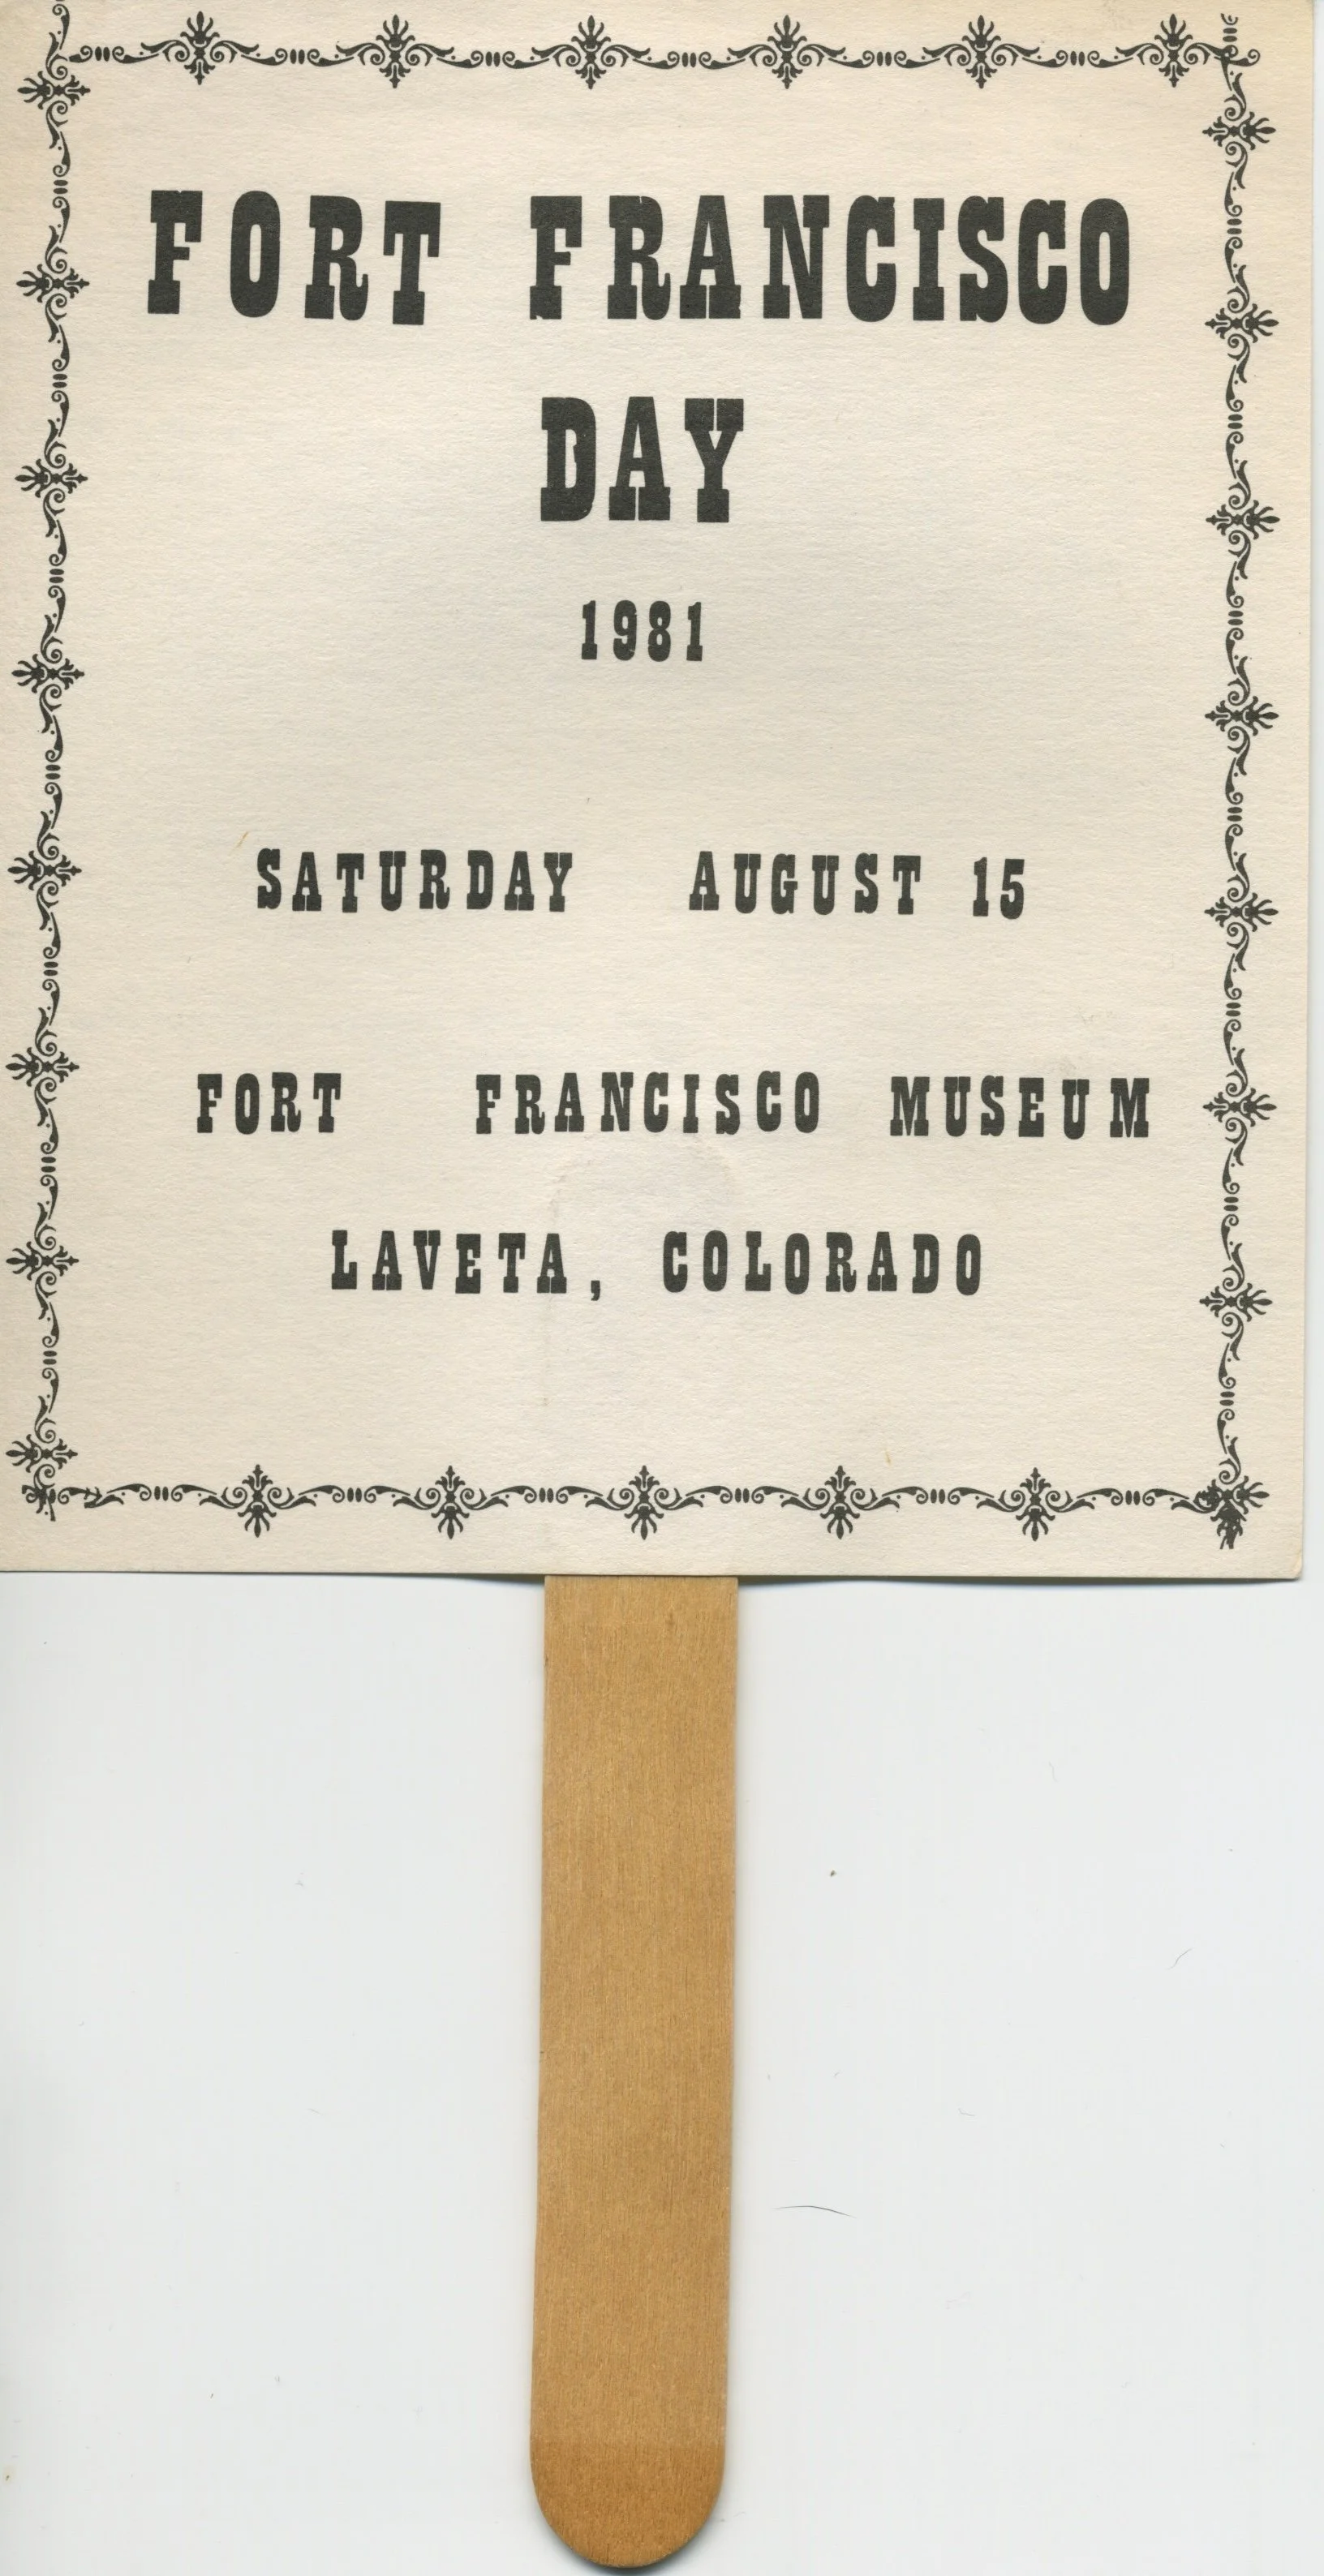 FORT FRANCISCO
DAY
1981
SATURDAY AUGUST 15
FORT FRANCISCO MUSEUM
LAVETA, COLORADO